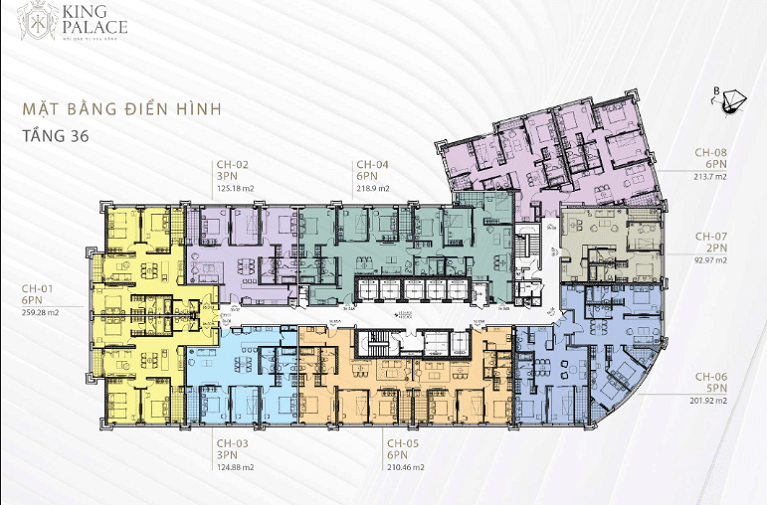 KING
PALACE
MẶT BẰNG ĐIỂN HÌNH
TẦNG 36
B
CH-02
3PN
125.18 m2
CH-04
6PN
218.9 m2
CH-08
6PN
213.7 m2
CH-07
2PN
92.97 m2
CH-01
6PN
259.28 m2
CH-06
5PN
201.92 m2
CH-03
3PN
124.88 m2
CH-05
6PN
210.46 m2